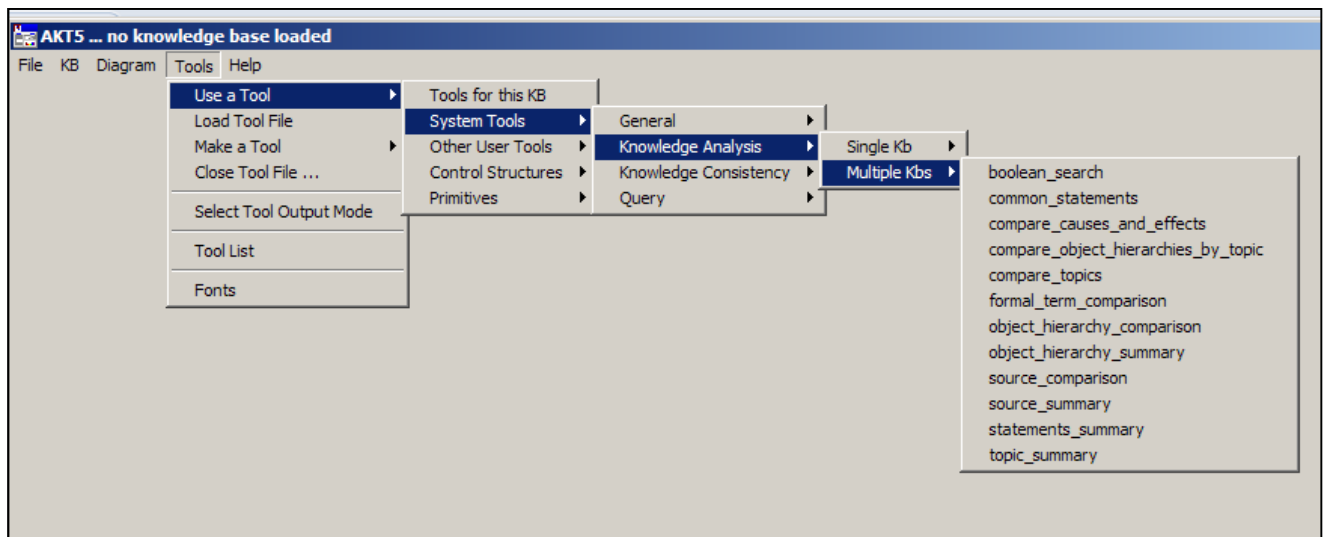 AKT5 ... no knowledge base loaded
File KB Diagram Tools Help
Use a Tool
Load Tool File
Make a Tool
Close Tool File ...
Select Tool Output Mode
Tool List
Fonts
Tools for this KB
System Tools
Other User Tools
Control Structures
Primitives
General
Knowledge Analysis
Knowledge Consistency
Query
Single Kb
Multiple Kbs
boolean_search
common_statements
compare_causes_and_effects
compare_object_hierarchies_by_topic
compare_topics
formal_term_comparison
object_hierarchy_comparison
object_hierarchy_summary
source_comparison
source_summary
statements_summary
topic_summary